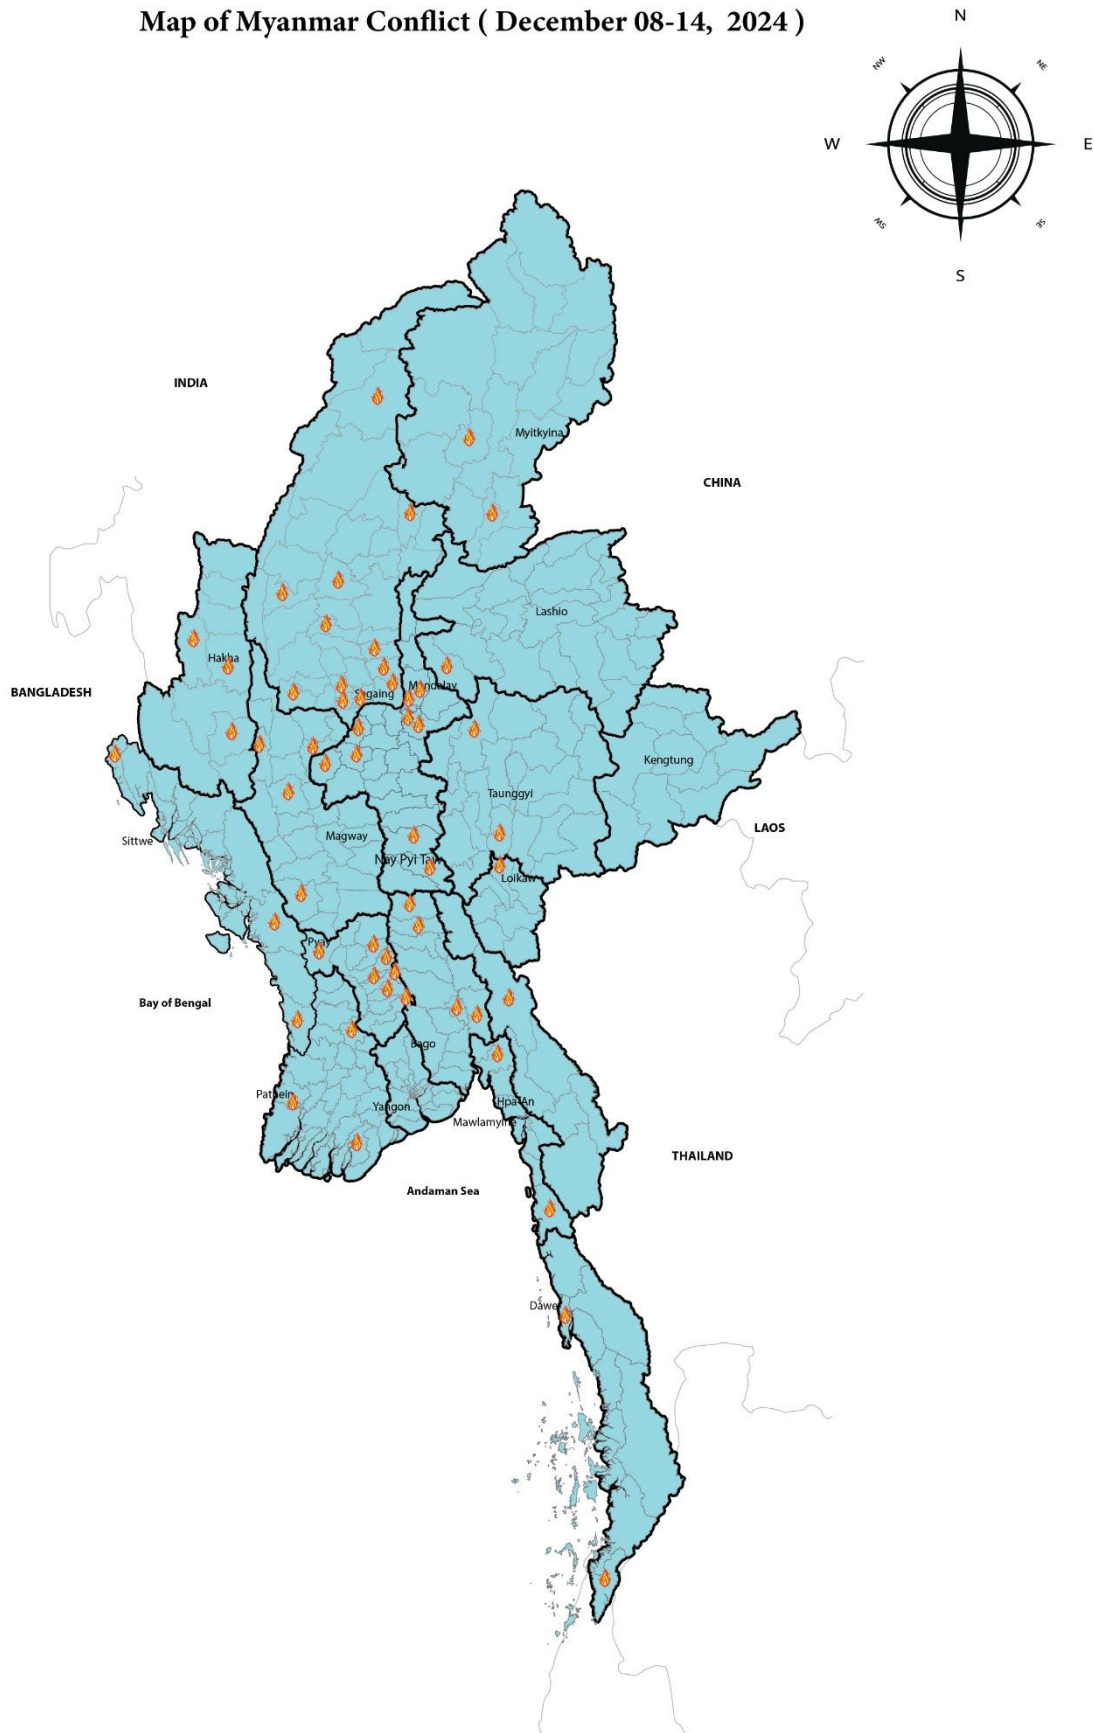 Map of Myanmar Conflict ( December 08-14, 2024 )
N
NW
NE
W
E
SW
SE
S
INDIA
Myitkyina
CHINA
Lashio
Hakha
Mandalay
BANGLADESH
Sagaing
Kengtung
Taunggyi
LAOS
Magway
Sittwe
Nay Pyi Taw
Loikaw
Pyay
Bay of Bengal
Bago
Pathein
Hpa-An
Yangon
Mawlamyine
THAILAND
Andaman Sea
Dawei